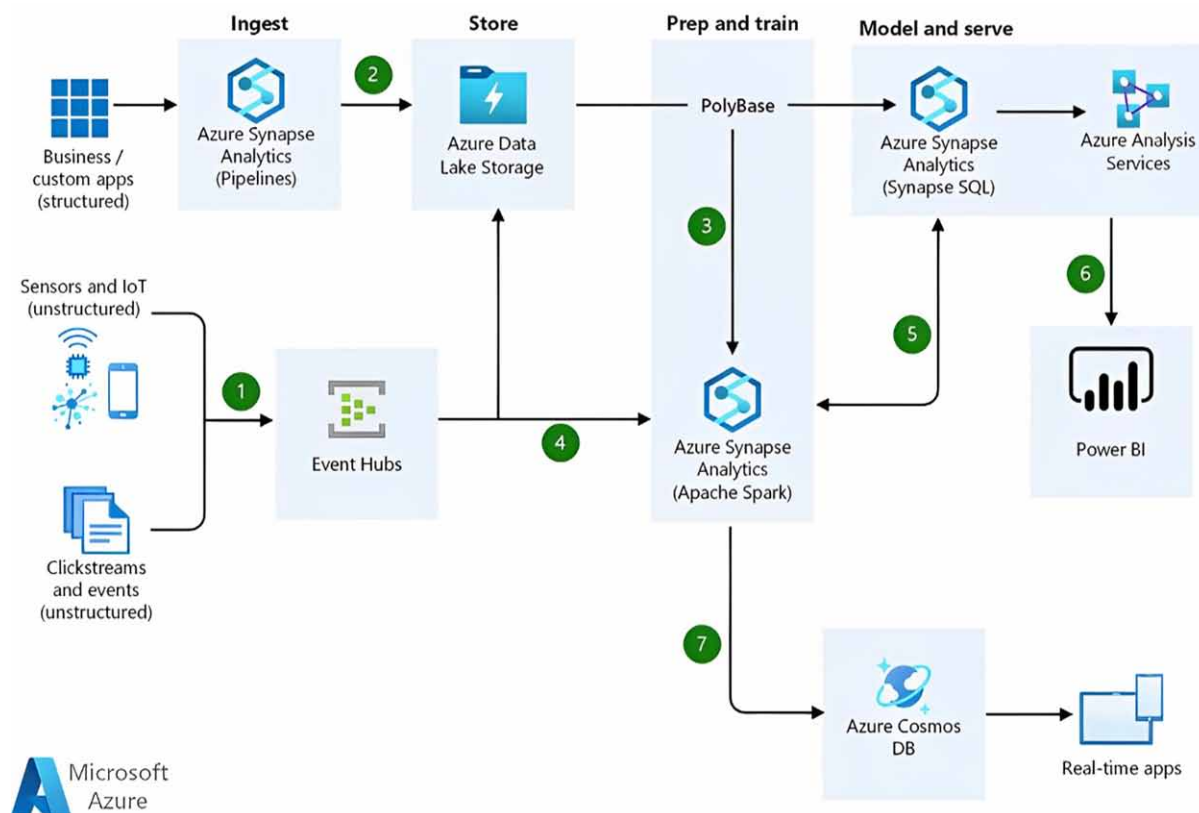 Ingest
Store
Prep and train
Model and serve
2
PolyBase
Azure Synapse
Analytics
(Pipelines)
Azure Data
Lake Storage
Azure Synapse
Analytics
(Synapse SQL)
Azure Analysis
Services
Business /
custom apps
(structured)
3
Sensors and IoT
(unstructured)
6
5
1
4
Event Hubs
Azure Synapse
Analytics
(Apache Spark)
Power BI
Clickstreams
and events
(unstructured)
7
Azure Cosmos
DB
Real-time apps
Microsoft
Azure